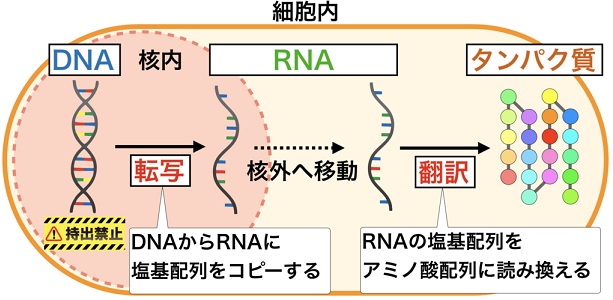 細胞内
DNA
核内
RNA
タンパク質
転写
核外へ移動
翻訳
持出禁止
DNAからRNAに
塩基配列をコピーする
RNAの塩基配列を
アミノ酸配列に読み換える